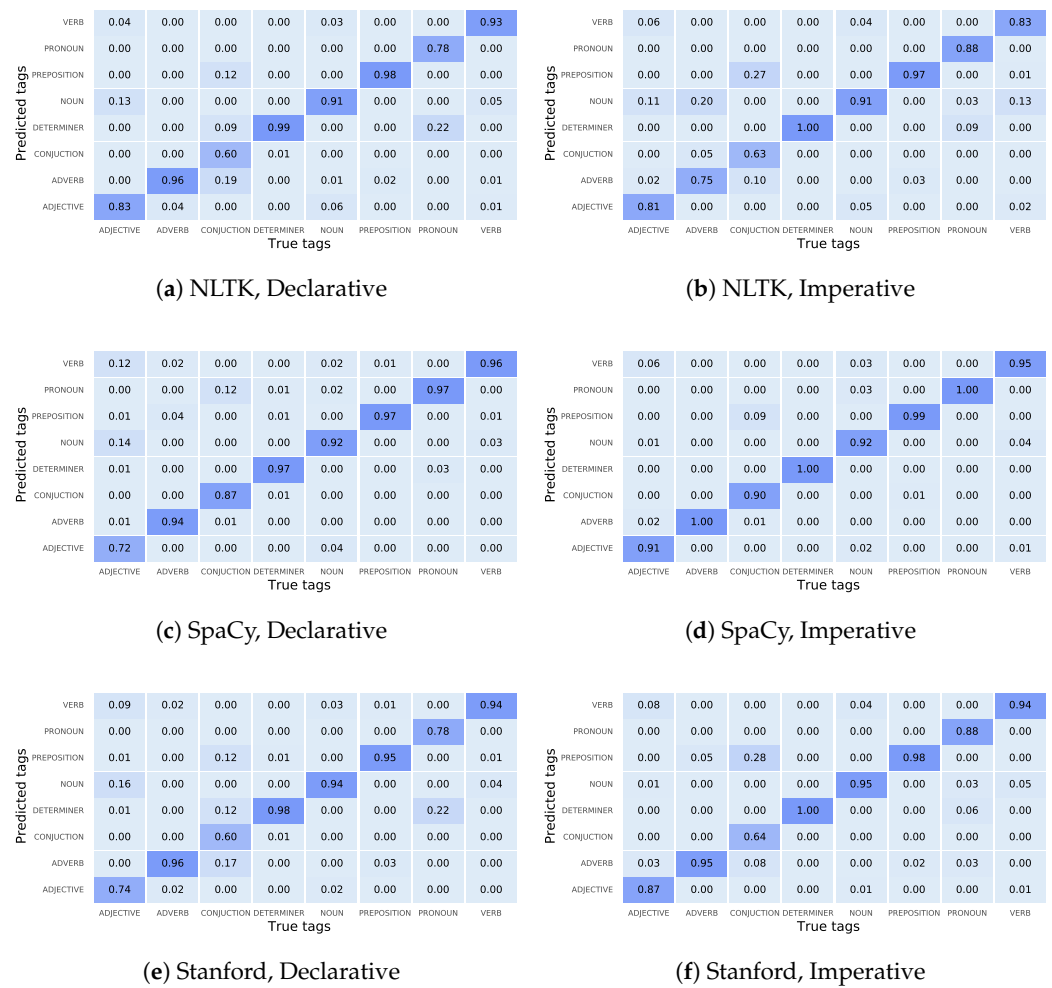 VERB 0.04 0.00 0.00 0.00 0.03 0.00 0.00 0.93
PRONOUN 0.00 0.00 0.00 0.00 0.00 0.00 0.78 0.00
PREPOSITION 0.00 0.00 0.12 0.00 0.00 0.98 0.00 0.00
NOUN 0.13 0.00 0.00 0.00 0.91 0.00 0.00 0.05
DETERMINER 0.00 0.00 0.09 0.99 0.00 0.00 0.22 0.00
CONJUCTION 0.00 0.00 0.60 0.01 0.00 0.00 0.00 0.00
ADVERB 0.00 0.96 0.19 0.00 0.01 0.02 0.00 0.01
ADJECTIVE 0.83 0.04 0.00 0.00 0.06 0.00 0.00 0.01
Predicted tags
ADJECTIVE ADVERB CONJUCTION DETERMINER NOUN PREPOSITION PRONOUN VERB
True tags
(a) NLTK, Declarative
VERB 0.06 0.00 0.00 0.00 0.04 0.00 0.00 0.83
PRONOUN 0.00 0.00 0.00 0.00 0.00 0.00 0.88 0.00
PREPOSITION 0.00 0.00 0.27 0.00 0.00 0.97 0.00 0.01
NOUN 0.11 0.20 0.00 0.00 0.91 0.00 0.03 0.13
DETERMINER 0.00 0.00 0.00 1.00 0.00 0.00 0.09 0.00
CONJUCTION 0.00 0.05 0.63 0.00 0.00 0.00 0.00 0.00
ADVERB 0.02 0.75 0.10 0.00 0.00 0.03 0.00 0.00
ADJECTIVE 0.81 0.00 0.00 0.00 0.05 0.00 0.00 0.02
Predicted tags
ADJECTIVE ADVERB CONJUCTION DETERMINER NOUN PREPOSITION PRONOUN VERB
True tags
(b) NLTK, Imperative
VERB 0.12 0.02 0.00 0.00 0.02 0.01 0.00 0.96
PRONOUN 0.00 0.00 0.12 0.01 0.02 0.00 0.97 0.00
PREPOSITION 0.01 0.04 0.00 0.01 0.00 0.97 0.00 0.01
NOUN 0.14 0.00 0.00 0.00 0.92 0.00 0.00 0.03
DETERMINER 0.01 0.00 0.00 0.97 0.00 0.00 0.03 0.00
CONJUCTION 0.00 0.00 0.87 0.01 0.00 0.00 0.00 0.00
ADVERB 0.01 0.94 0.01 0.00 0.00 0.00 0.00 0.00
ADJECTIVE 0.72 0.00 0.00 0.00 0.04 0.00 0.00 0.00
Predicted tags
ADJECTIVE ADVERB CONJUCTION DETERMINER NOUN PREPOSITION PRONOUN VERB
True tags
(c) SpaCy, Declarative
VERB 0.06 0.00 0.00 0.00 0.03 0.00 0.00 0.95
PRONOUN 0.00 0.00 0.00 0.00 0.03 0.00 1.00 0.00
PREPOSITION 0.00 0.00 0.09 0.00 0.00 0.99 0.00 0.00
NOUN 0.01 0.00 0.00 0.00 0.92 0.00 0.00 0.04
DETERMINER 0.00 0.00 0.00 1.00 0.00 0.00 0.00 0.00
CONJUCTION 0.00 0.00 0.90 0.00 0.00 0.01 0.00 0.00
ADVERB 0.02 1.00 0.01 0.00 0.00 0.00 0.00 0.00
ADJECTIVE 0.91 0.00 0.00 0.00 0.02 0.00 0.00 0.01
Predicted tags
ADJECTIVE ADVERB CONJUCTION DETERMINER NOUN PREPOSITION PRONOUN VERB
True tags
(d) SpaCy, Imperative
VERB 0.09 0.02 0.00 0.00 0.03 0.01 0.00 0.94
PRONOUN 0.00 0.00 0.00 0.00 0.00 0.00 0.78 0.00
PREPOSITION 0.01 0.00 0.12 0.01 0.00 0.95 0.00 0.01
NOUN 0.16 0.00 0.00 0.00 0.94 0.00 0.00 0.04
DETERMINER 0.01 0.00 0.12 0.98 0.00 0.00 0.22 0.00
CONJUCTION 0.00 0.00 0.60 0.01 0.00 0.00 0.00 0.00
ADVERB 0.00 0.96 0.17 0.00 0.00 0.03 0.00 0.00
ADJECTIVE 0.74 0.02 0.00 0.00 0.02 0.00 0.00 0.00
Predicted tags
ADJECTIVE ADVERB CONJUCTION DETERMINER NOUN PREPOSITION PRONOUN VERB
True tags
(e) Stanford, Declarative
VERB 0.08 0.00 0.00 0.00 0.04 0.00 0.00 0.94
PRONOUN 0.00 0.00 0.00 0.00 0.00 0.00 0.88 0.00
PREPOSITION 0.00 0.05 0.28 0.00 0.00 0.98 0.00 0.00
NOUN 0.01 0.00 0.00 0.00 0.95 0.00 0.03 0.05
DETERMINER 0.00 0.00 0.00 1.00 0.00 0.00 0.06 0.00
CONJUCTION 0.00 0.00 0.64 0.00 0.00 0.00 0.00 0.00
ADVERB 0.03 0.95 0.08 0.00 0.00 0.02 0.03 0.00
ADJECTIVE 0.87 0.00 0.00 0.00 0.01 0.00 0.00 0.01
Predicted tags
ADJECTIVE ADVERB CONJUCTION DETERMINER NOUN PREPOSITION PRONOUN VERB
True tags
(f) Stanford, Imperative